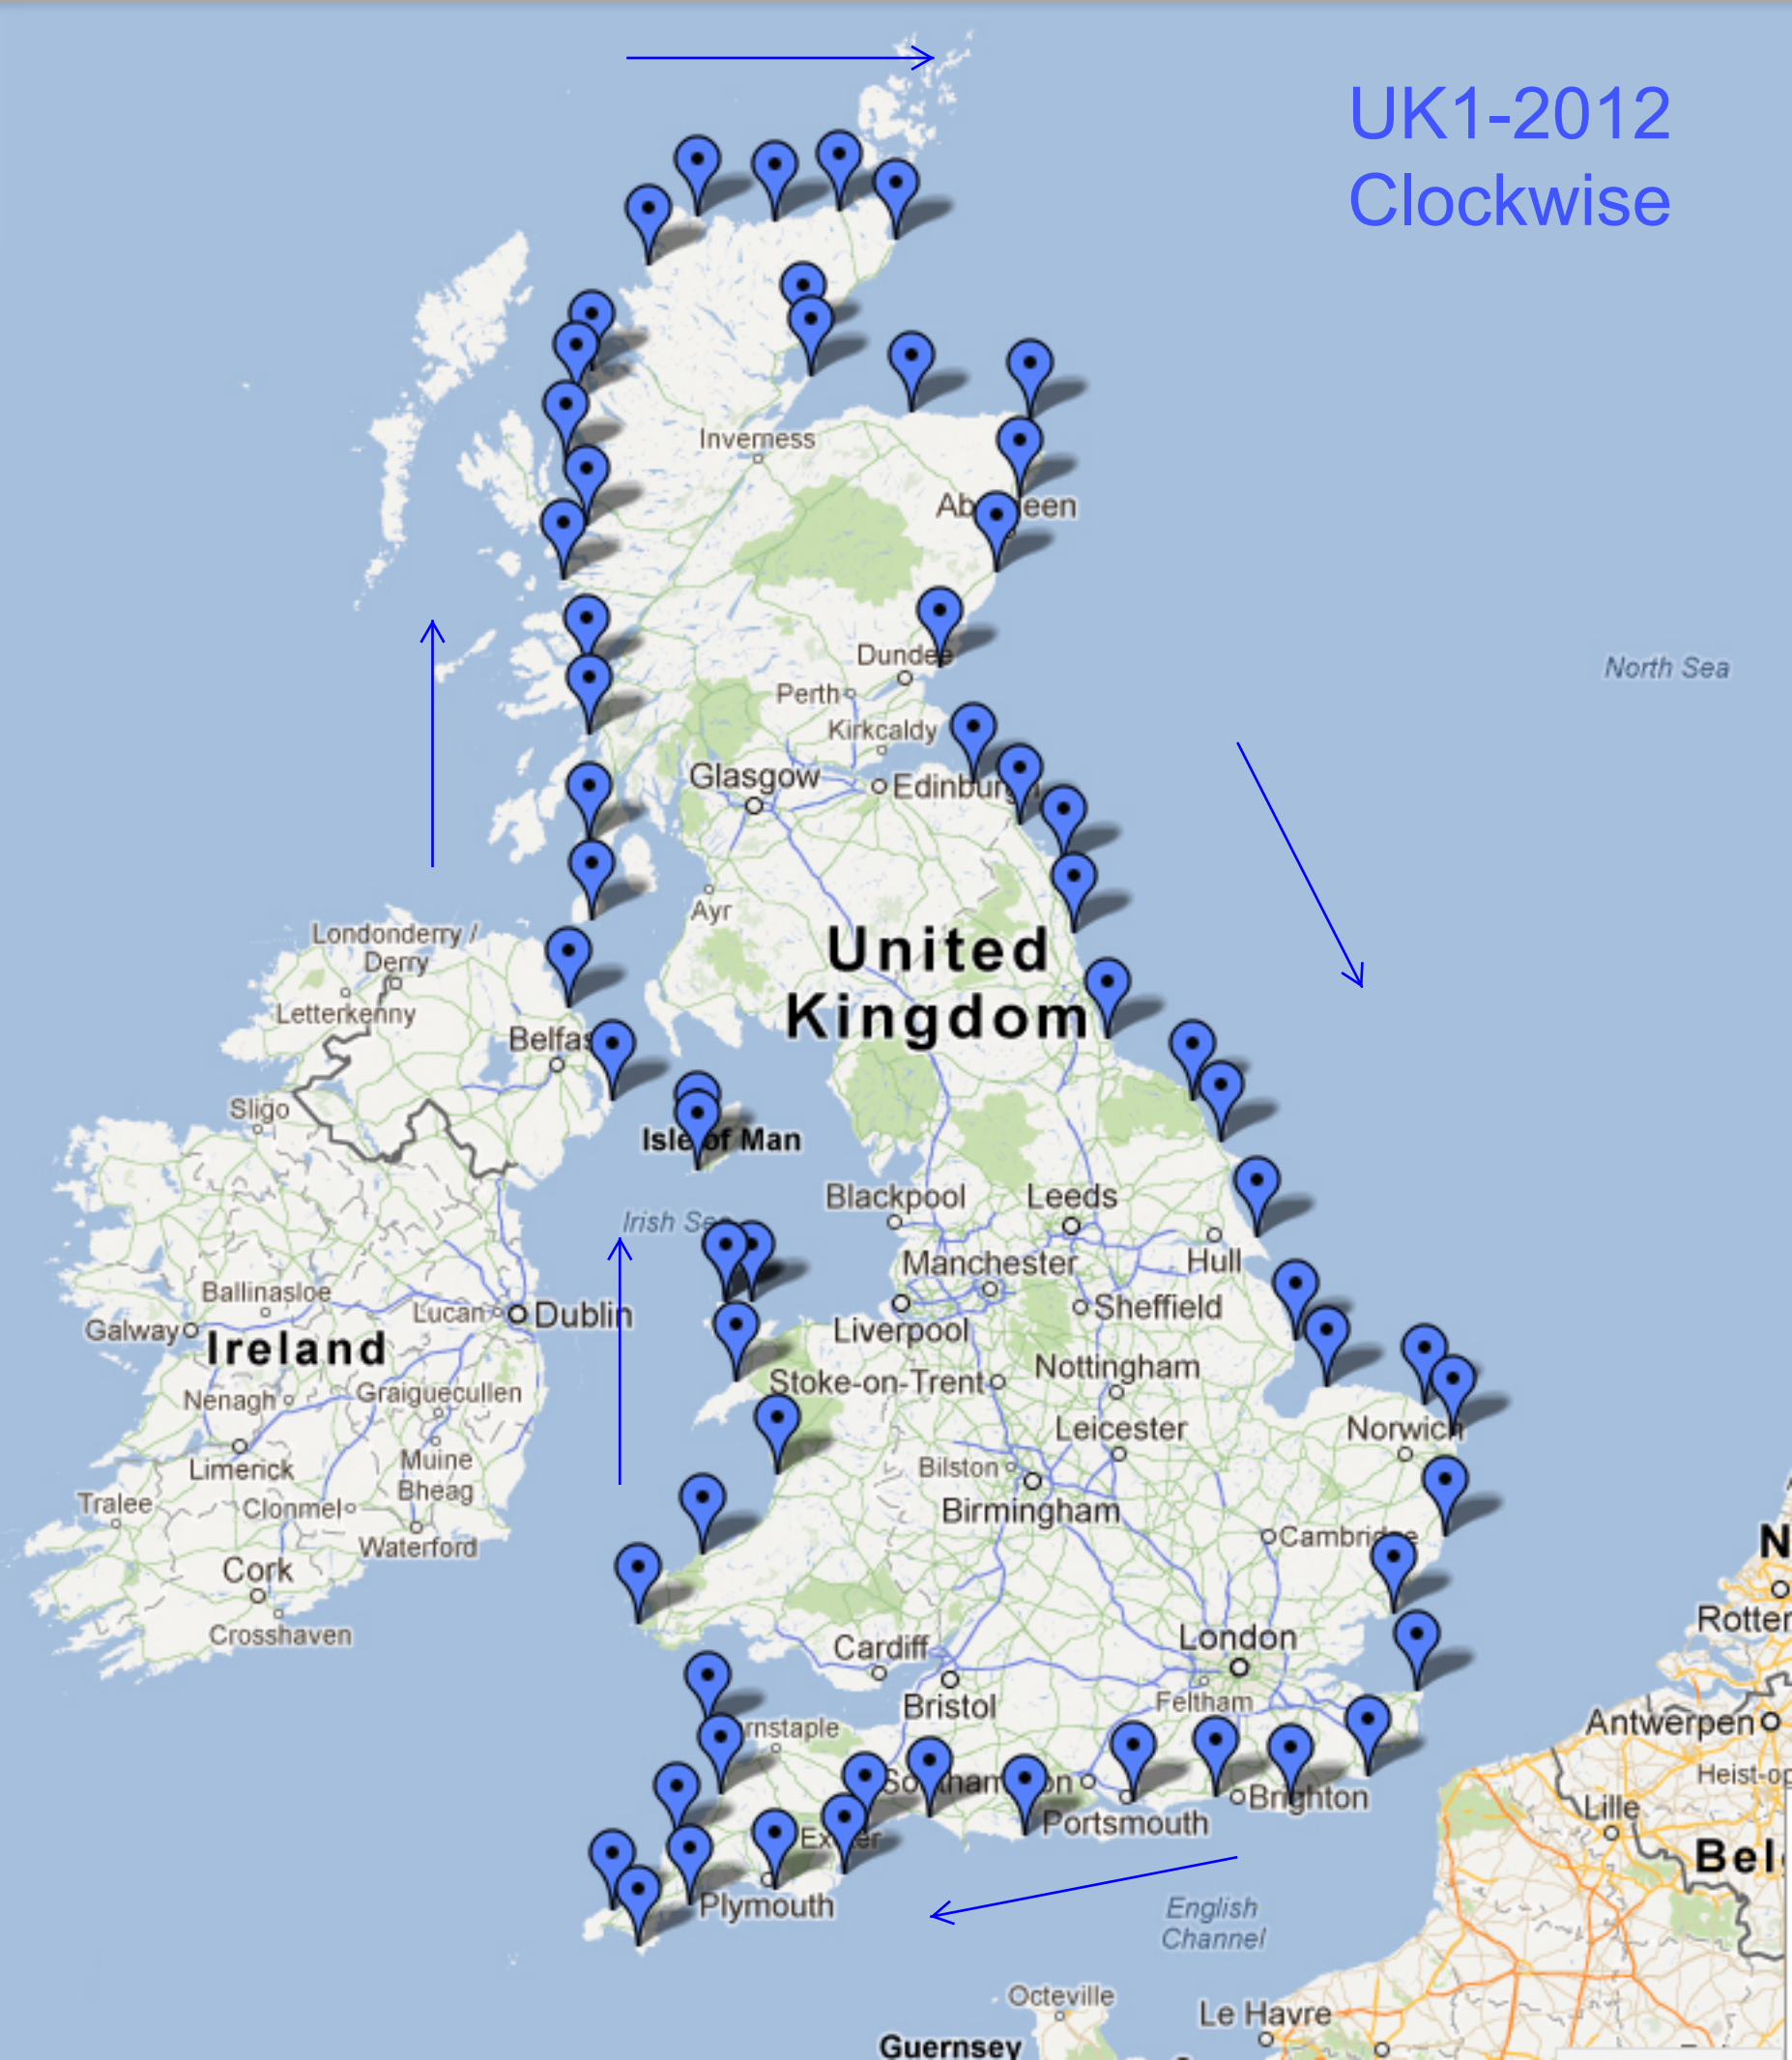 UK1-2012
Clockwise
Inverness
Dundee
Perth
Kirkcaldy
North Sea
Glasgow
Ayr
Londonderry /
Derry
Letterkenny
United
Kingdom
Sligo
Isle of Man
Irish Sea
Blackpool
Leeds
Manchester
Hull
Ballinasloe
Lucan
Dublin
Galway
Liverpool
Sheffield
Ireland
Nottingham
Stoke-on-Trent
Nenagh
Graiguecullen
Leicester
Norwich
Limerick
Muine
Bheag
Bilston
Birmingham
Tralee
Clonmel
Waterford
Cambridge
Cork
Crosshaven
London
Cardiff
Bristol
Feltham
Rotter
Antwerpen
Heist-op
Brighton
Portsmouth
Lille
Plymouth
Bel
English
Channel
Octeville
Le Havre
Guernsey